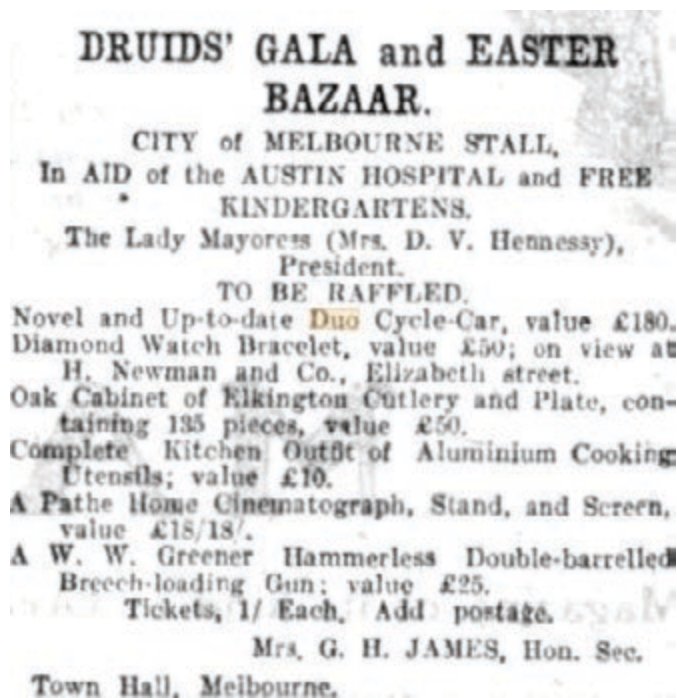 DRUIDS' GALA and EASTER
BAZAAR.
CITY of MELBOURNE STALL,
In AID of the AUSTIN HOSPITAL and FREE
KINDERGARTENS.
The Lady Mayoress (Mrs. D. V. Hennessy),
President.
TO BE RAFFLED.
Novel and Up-to-date Duo Cycle-Car, value £180.
Diamond Watch Bracelet, value £50; on view at
H. Newman and Co., Elizabeth street.
Oak Cabinet of Elkington Cutlery and Plate, con-
taining 135 pieces, value £50.
Complete Kitchen Outfit of Aluminium Cooking
Utensils; value £10.
A Pathe Home Cinematograph, Stand, and Screen,
value £18/18/.
A W. W. Greener Hammerless Double-barrelled
Breech-loading Gun; value £25.
Tickets, 1/ Each. Add postage.
Mrs. G. H. JAMES, Hon. Sec.
Town Hall, Melbourne.